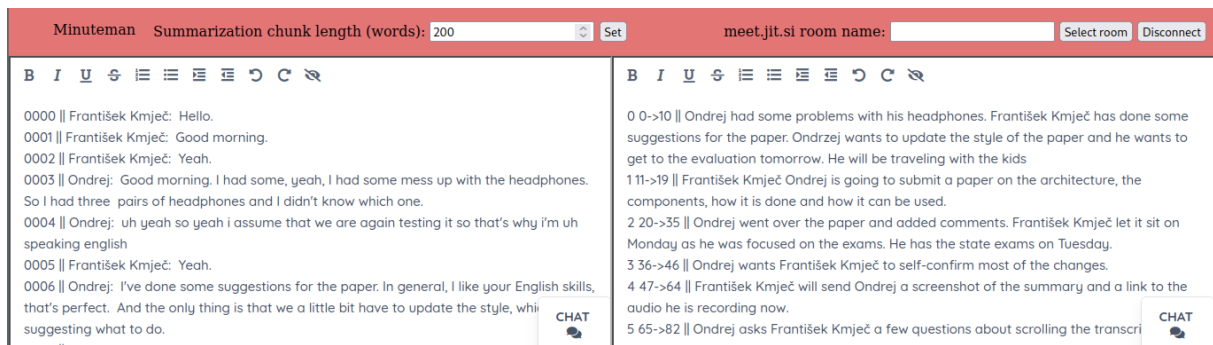 Minuteman Summarization chunk length (words): 200 Set meet.jit.si room name: Select room Disconnect
B I U S
0000 || František Kmječ: Hello.
0001 || František Kmječ: Good morning.
0002 || František Kmječ: Yeah.
0003 || Ondrej: Good morning. I had some, yeah, I had some mess up with the headphones.
So I had three pairs of headphones and I didn't know which one.
0004 || Ondrej: uh yeah so yeah i assume that we are again testing it so that's why i'm uh
speaking english
0005 || František Kmječ: Yeah.
0006 || Ondrej: I've done some suggestions for the paper. In general, I like your English skills,
that's perfect. And the only thing is that we a little bit have to update the style,
suggesting what to do.
CHAT
B I U S
0 0->10 || Ondrej had some problems with his headphones. František Kmječ has done some
suggestions for the paper. Ondrzej wants to update the style of the paper and he wants to
get to the evaluation tomorrow. He will be traveling with the kids
1 11->19 || František Kmječ Ondrej is going to submit a paper on the architecture, the
components, how it is done and how it can be used.
2 20->35 || Ondrej went over the paper and added comments. František Kmječ let it sit on
Monday as he was focused on the exams. He has the state exams on Tuesday.
3 36->46 || Ondrej wants František Kmječ to self-confirm most of the changes.
4 47->64 || František Kmječ will send Ondrej a screenshot of the summary and a link to the
audio he is recording now.
5 65->82 || Ondrej asks František Kmječ a few questions about scrolling the transcri
CHAT